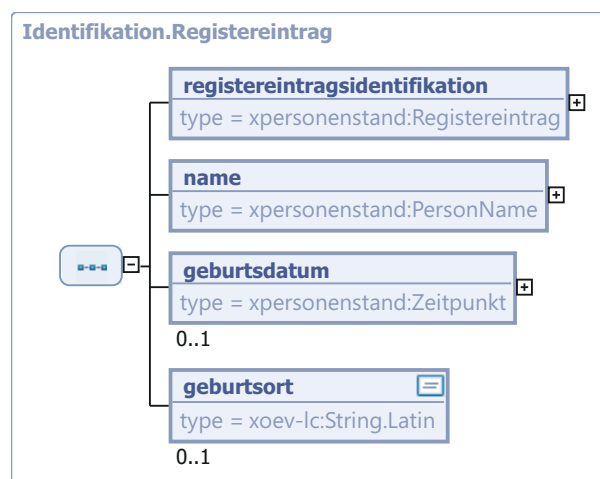 Identifikation.Registereintrag
registereintragsidentifikation
type = xpersonenstand:Registereintrag
name
type = xpersonenstand:PersonName
geburtsdatum
type = xpersonenstand:Zeitpunkt
0..1
geburtsort
type = xoev-lc:String.Latin
0..1